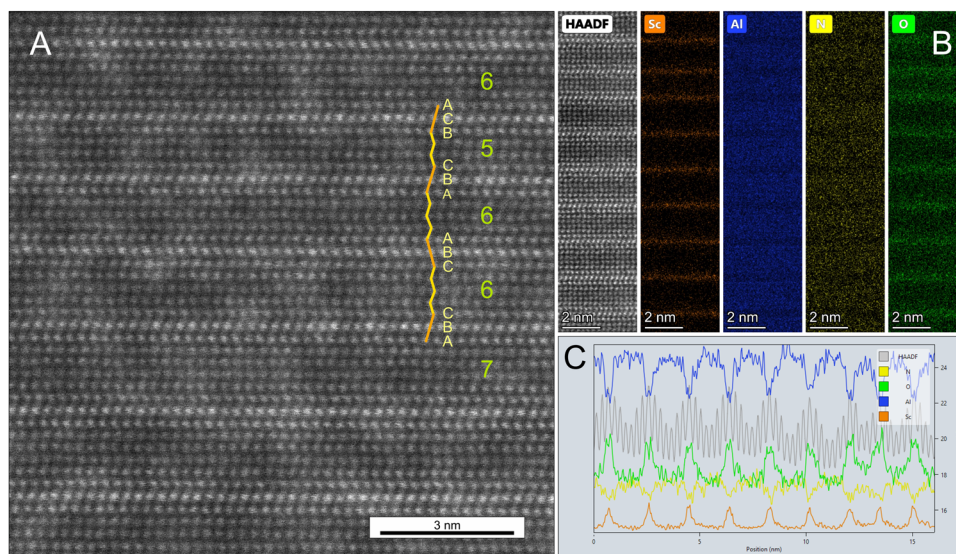 A
6
A
C
B
5
C
B
A
6
A
B
C
6
C
B
A
7
3 nm
HAADF Sc Al N O
B
2 nm 2 nm 2 nm 2 nm 2 nm
C
HAADF
N
O
Al
Sc
24
22
20
18
16
0 5 10 15
Position (nm)